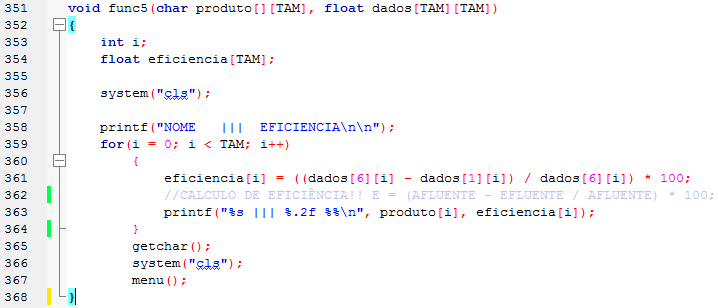 351 void func5(char produto[][TAM], float dados[TAM][TAM])
352 {
353 int i;
354 float eficiencia[TAM];
355
356 system("cls");
357
358 printf("NOME   |||  EFICIENCIA\n\n");
359 for(i = 0; i < TAM; i++)
360 {
361 eficiencia[i] = ((dados[6][i] - dados[1][i]) / dados[6][i]) * 100;
362 //CALCULO DE EFICIÊNCIA!! E = (AFLUENTE - EFLUENTE / AFLUENTE) * 100;
363 printf("%s ||| %.2f %%\n", produto[i], eficiencia[i]);
364 }
365 getchar();
366 system("cls");
367 menu();
368 }